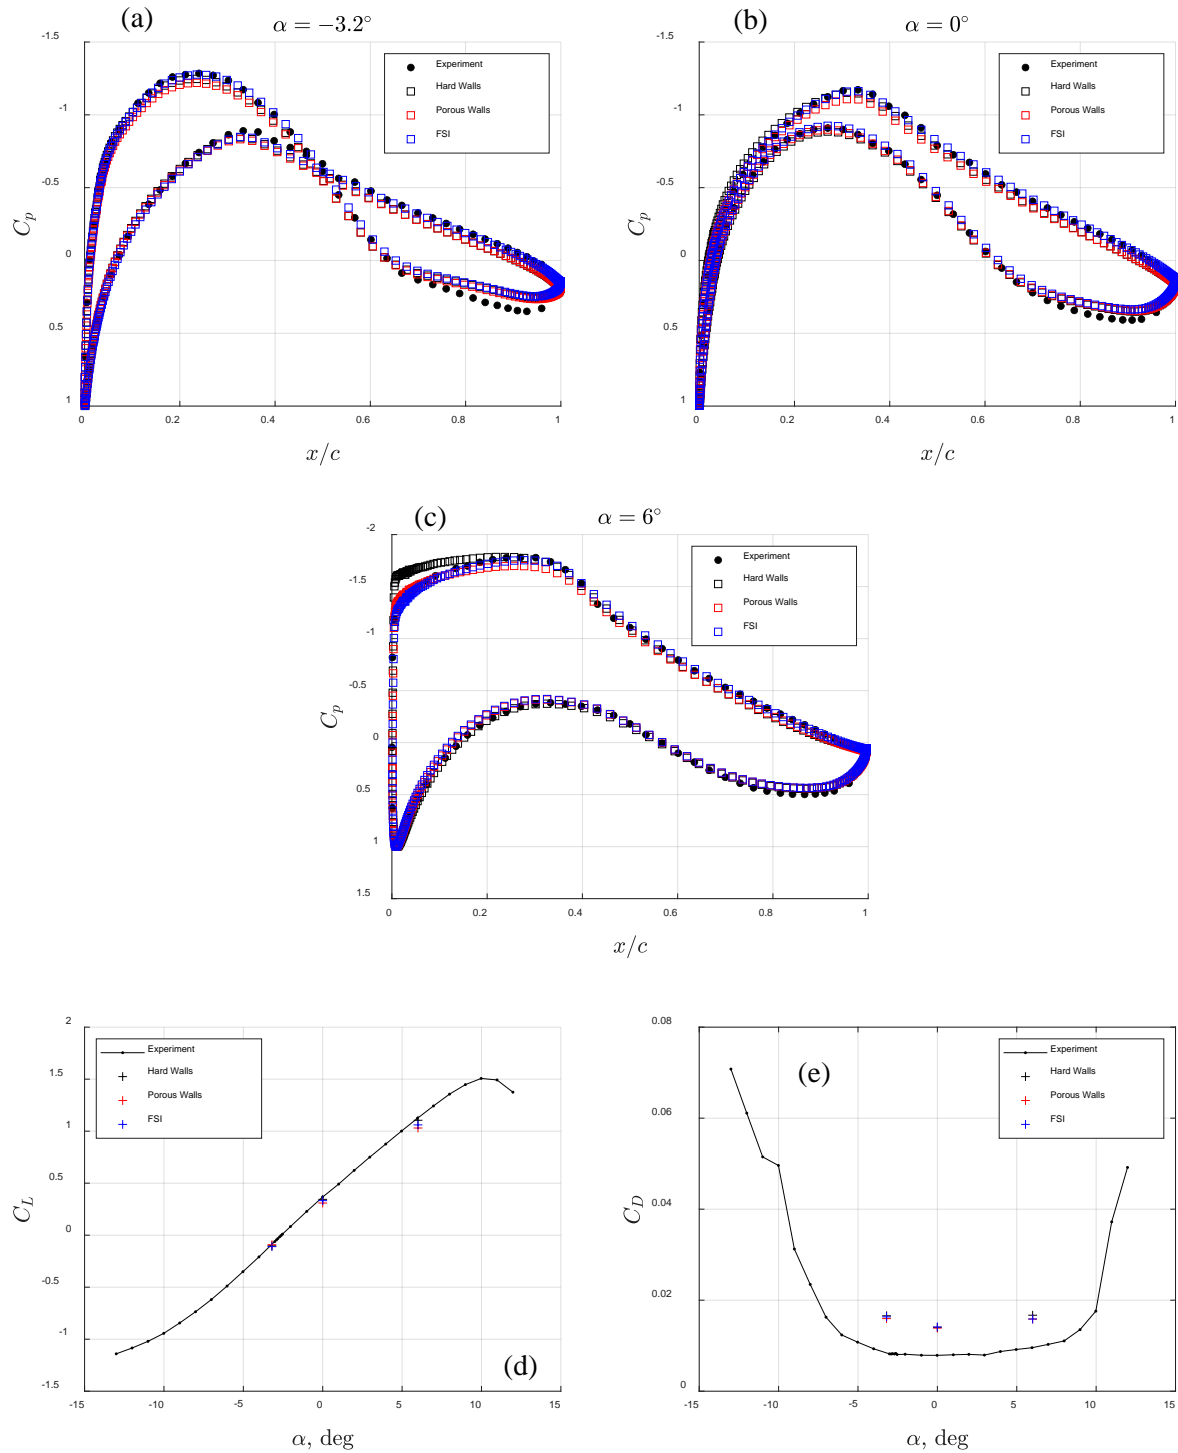 (a)
α = −3.2°
-1.5
-1
-0.5
0
0.5
1
C_p
0 0.2 0.4 0.6 0.8 1
x/c
Experiment
Hard Walls
Porous Walls
FSI
(b)
α = 0°
-1.5
-1
-0.5
0
0.5
1
C_p
0 0.2 0.4 0.6 0.8 1
x/c
Experiment
Hard Walls
Porous Walls
FSI
(c)
α = 6°
-2
-1.5
-1
-0.5
0
0.5
1
1.5
C_p
0 0.2 0.4 0.6 0.8 1
x/c
Experiment
Hard Walls
Porous Walls
FSI
2
1.5
1
0.5
0
-0.5
-1
-1.5
C_L
-15 -10 -5 0 5 10 15
α, deg
Experiment
Hard Walls
Porous Walls
FSI
(d)
0.08
0.06
0.04
0.02
0
C_D
-15 -10 -5 0 5 10 15
α, deg
(e)
Experiment
Hard Walls
Porous Walls
FSI